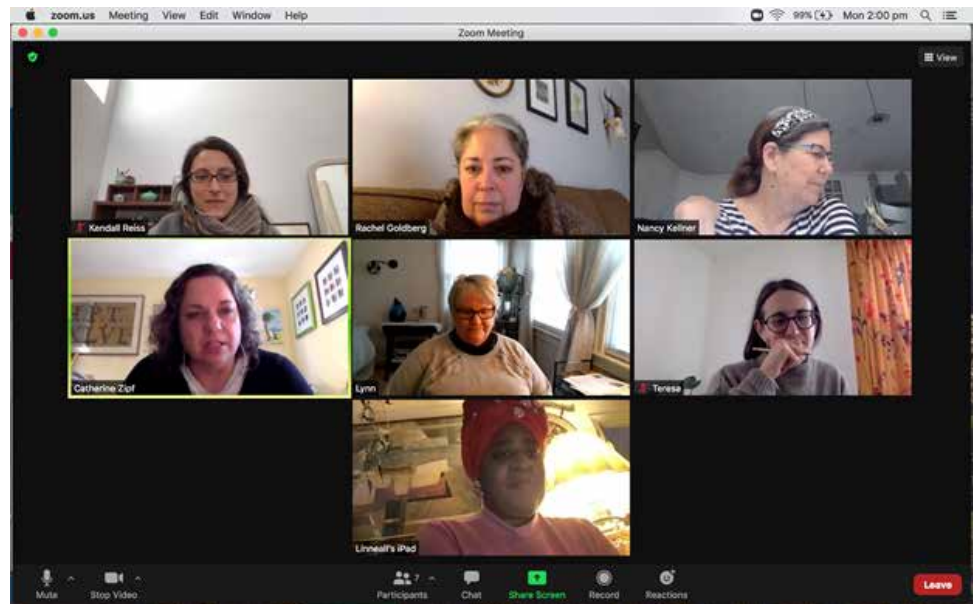 zoom.us Meeting View Edit Window Help 99% Mon 2:00 pm
Zoom Meeting
View
Kendall Reiss
Rachel Goldberg
Nancy Kellner
Catherine Zipf
Lynn
Teresa
Linneall's iPad
Mute Stop Video Participants 7 Chat Share Screen Record Reactions Leave